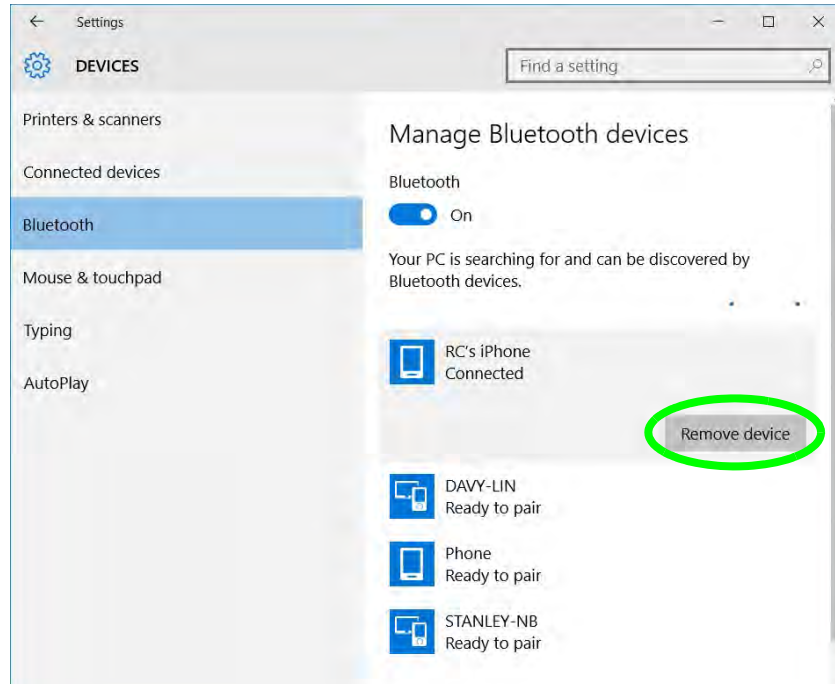 Settings
DEVICES
Find a setting
Printers & scanners
Connected devices
Bluetooth
Mouse & touchpad
Typing
AutoPlay
Manage Bluetooth devices
Bluetooth
On
Your PC is searching for and can be discovered by
Bluetooth devices.
RC's iPhone
Connected
Remove device
DAVY-LIN
Ready to pair
Phone
Ready to pair
STANLEY-NB
Ready to pair